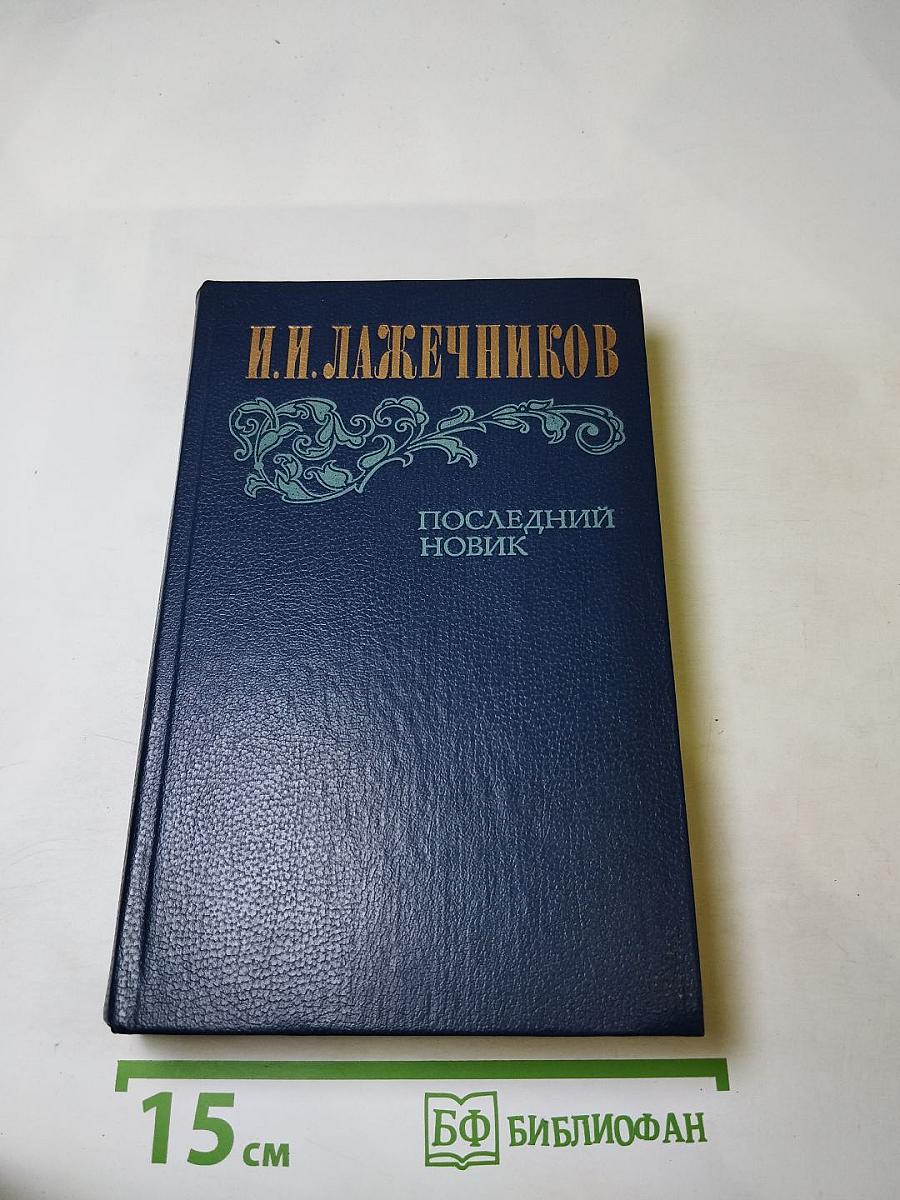 И.И.ЛАЖЕЧНИКОВ
ПОСЛЕДНИЙ
НОВИК
15 см
БФ БИБЛИОФАН